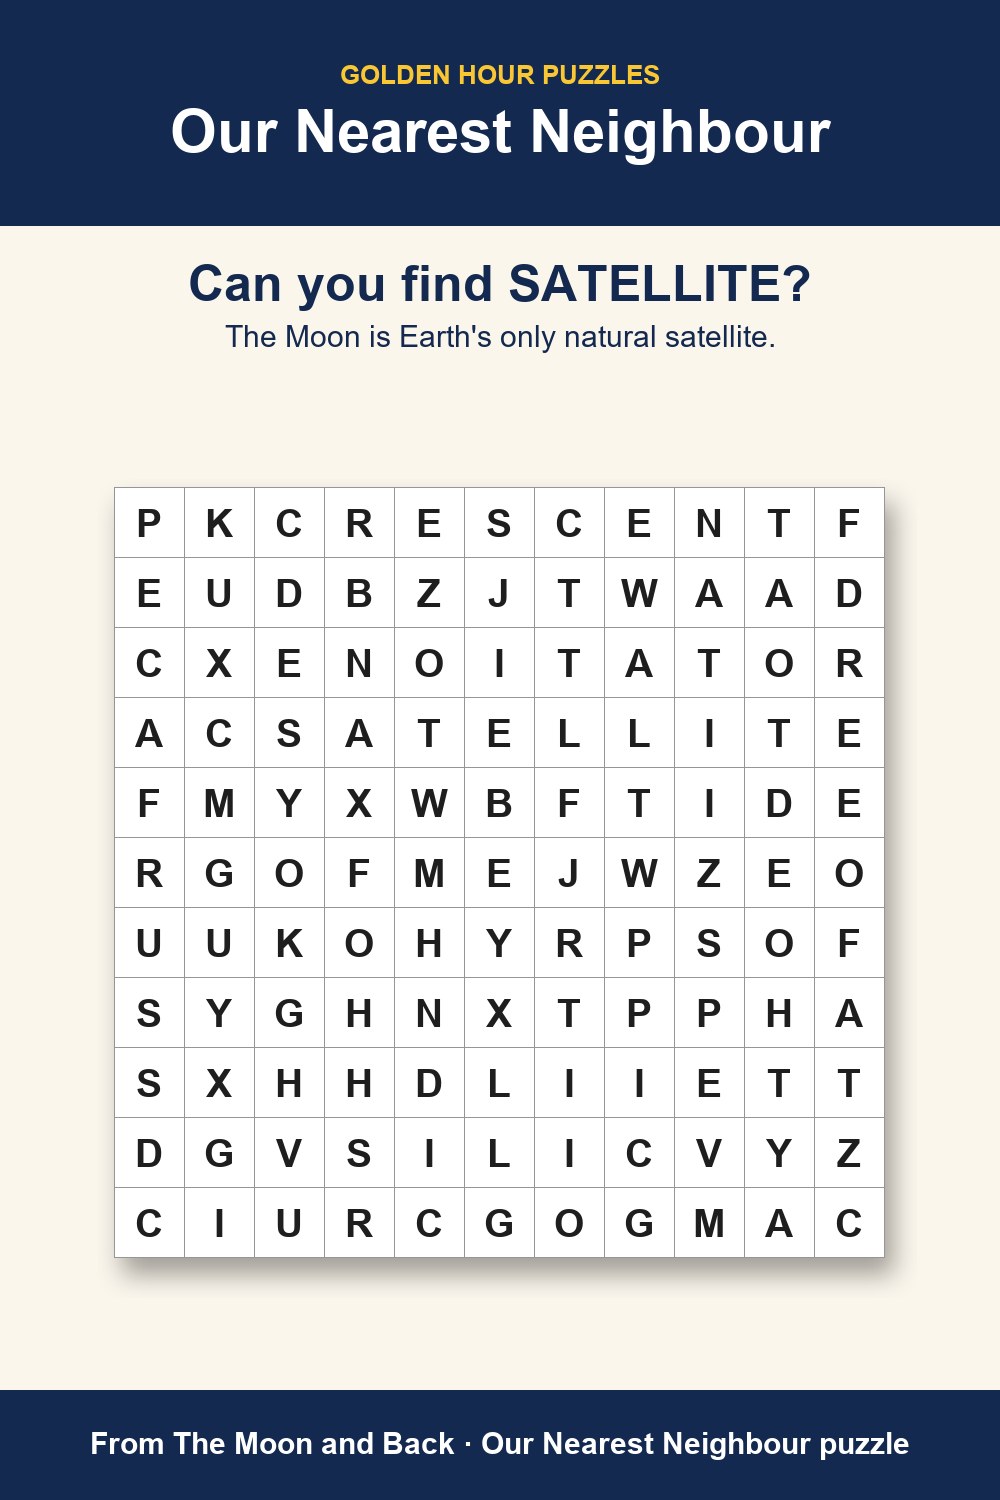 GOLDEN HOUR PUZZLES
Our Nearest Neighbour
Can you find SATELLITE?
The Moon is Earth's only natural satellite.
P K C R E S C E N T F
E U D B Z J T W A A D
C X E N O I T A T O R
A C S A T E L L I T E
F M Y X W B F T I D E
R G O F M E J W Z E O
U U K O H Y R P S O F
S Y G H N X T P P H A
S X H H D L I I E T T
D G V S I L I C V Y Z
C I U R C G O G M A C
From The Moon and Back · Our Nearest Neighbour puzzle